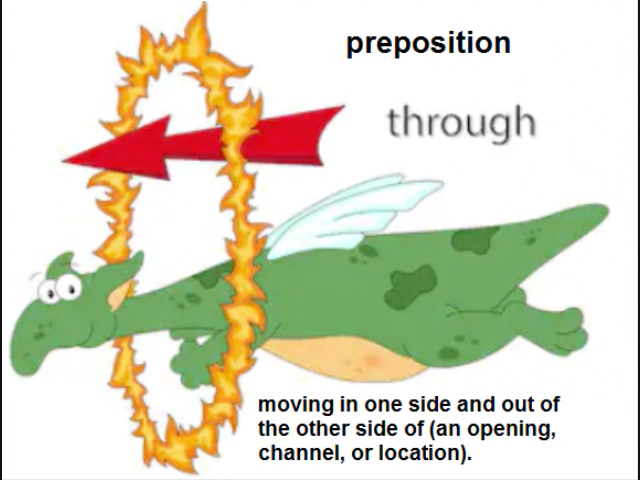 preposition
through
moving in one side and out of
the other side of (an opening,
channel, or location).